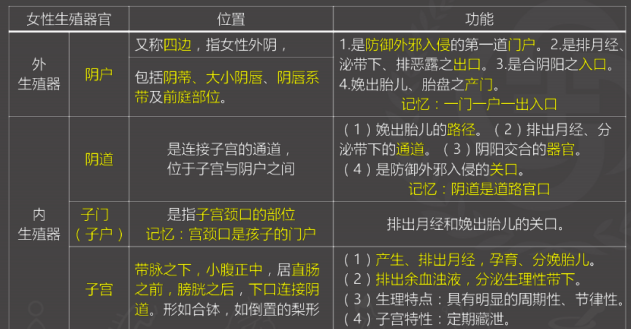 女性生殖器官
位置
功能
外
生殖器
阴户
又称四边，指女性外阴，
包括阴蒂、大小阴唇、阴唇系
带及前庭部位。
1.是防御外邪入侵的第一道门户。2.是排月经、
泌带下、排恶露之出口。3.是合阴阳之入口。
4.娩出胎儿、胎盘之产门。
记忆：一门一户一出入口
内
生殖器
阴道
是连接子宫的通道，
位于子宫与阴户之间
（1）娩出胎儿的路径。（2）排出月经、分
泌带下的通道。（3）阴阳交合的器官。
（4）是防御外邪入侵的关口。
记忆：阴道是道路官口
子门
（子户）
是指子宫颈口的部位
记忆：宫颈口是孩子的门户
排出月经和娩出胎儿的关口。
子宫
带脉之下，小腹正中，居直肠
之前，膀胱之后，下口连接阴
道。形如合钵，如倒置的梨形
（1）产生、排出月经，孕育、分娩胎儿。
（2）排出余血浊液，分泌生理性带下。
（3）生理特点：具有明显的周期性、节律性。
（4）子宫特性：定期藏泄。